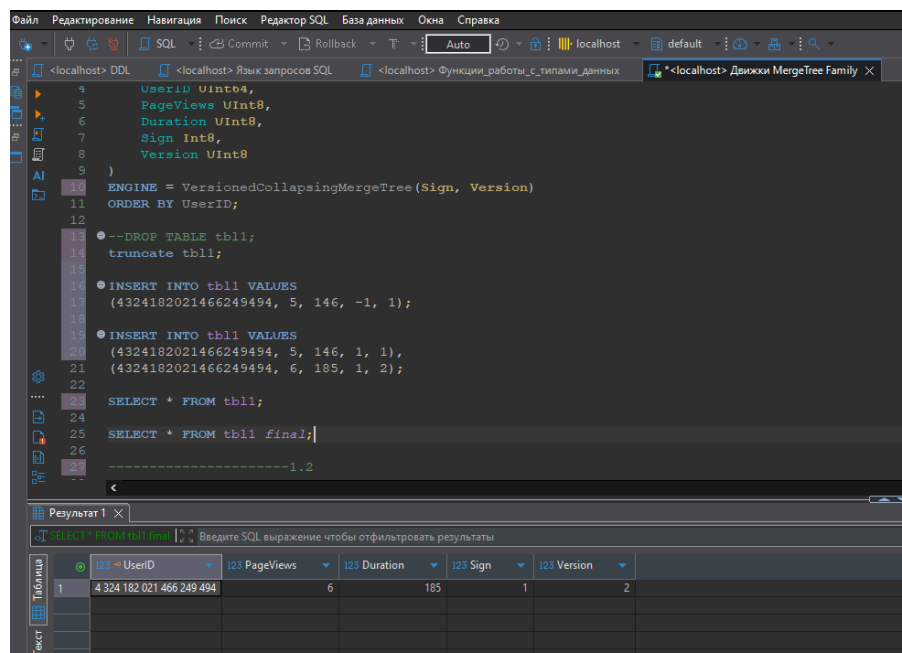 Файл Редактирование Навигация Поиск Редактор SQL База данных Окна Справка
SQL Commit Rollback Auto localhost default
<localhost> DDL <localhost> Язык запросов SQL <localhost> Функции_работы_с_типами_данных *<localhost> Движки MergeTree Family
4 UserID UInt64,
5 PageViews UInt8,
6 Duration UInt8,
7 Sign Int8,
8 Version UInt8
9 )
10 ENGINE = VersionedCollapsingMergeTree(Sign, Version)
11 ORDER BY UserID;
12
13 --DROP TABLE tbl1;
14 truncate tbl1;
15
16 INSERT INTO tbl1 VALUES
17 (4324182021466249494, 5, 146, -1, 1);
18
19 INSERT INTO tbl1 VALUES
20 (4324182021466249494, 5, 146, 1, 1),
21 (4324182021466249494, 6, 185, 1, 2);
22
23 SELECT * FROM tbl1;
24
25 SELECT * FROM tbl1 final;
26
27 -----------------------1.2
AI
Результат 1
SELECT * FROM tbl1 final Введите SQL выражение чтобы отфильтровать результаты
123 UserID 123 PageViews 123 Duration 123 Sign 123 Version
1 4 324 182 021 466 249 494 6 185 1 2
Таблица